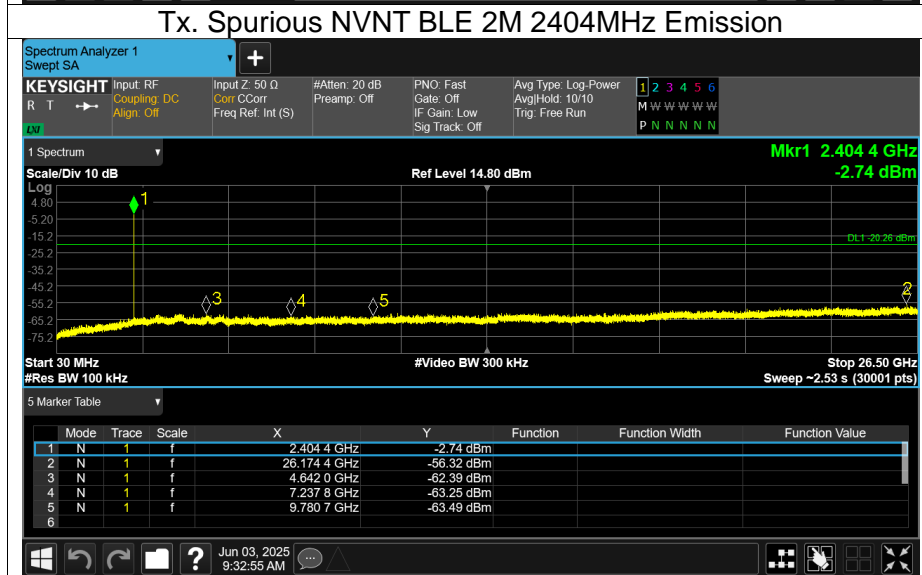 Tx. Spurious NVNT BLE 2M 2404MHz Emission
Spectrum Analyzer 1
Swept SA
+
KEYSIGHT Input: RF Input Z: 50 Ω #Atten: 20 dB PNO: Fast Avg Type: Log-Power 1 2 3 4 5 6
R T Coupling: DC Corr CCorr Preamp: Off Gate: Off Avg|Hold: 10/10 M W W W W W
Align: Off Freq Ref: Int (S) IF Gain: Low Trig: Free Run
LXI Sig Track: Off P N N N N N
1 Spectrum
Mkr1 2.404 4 GHz
Scale/Div 10 dB Ref Level 14.80 dBm -2.74 dBm
Log
4.80
-5.20
-15.2
-25.2
-35.2
-45.2
-55.2
-65.2
-75.2
1
DL1 -20.26 dBm
3 4 5 2
Start 30 MHz #Video BW 300 kHz Stop 26.50 GHz
#Res BW 100 kHz Sweep ~2.53 s (30001 pts)
5 Marker Table
Mode Trace Scale X Y Function Function Width Function Value
1 N 1 f 2.404 4 GHz -2.74 dBm
2 N 1 f 26.174 4 GHz -56.32 dBm
3 N 1 f 4.642 0 GHz -62.39 dBm
4 N 1 f 7.237 8 GHz -63.25 dBm
5 N 1 f 9.780 7 GHz -63.49 dBm
6
? Jun 03, 2025
9:32:55 AM